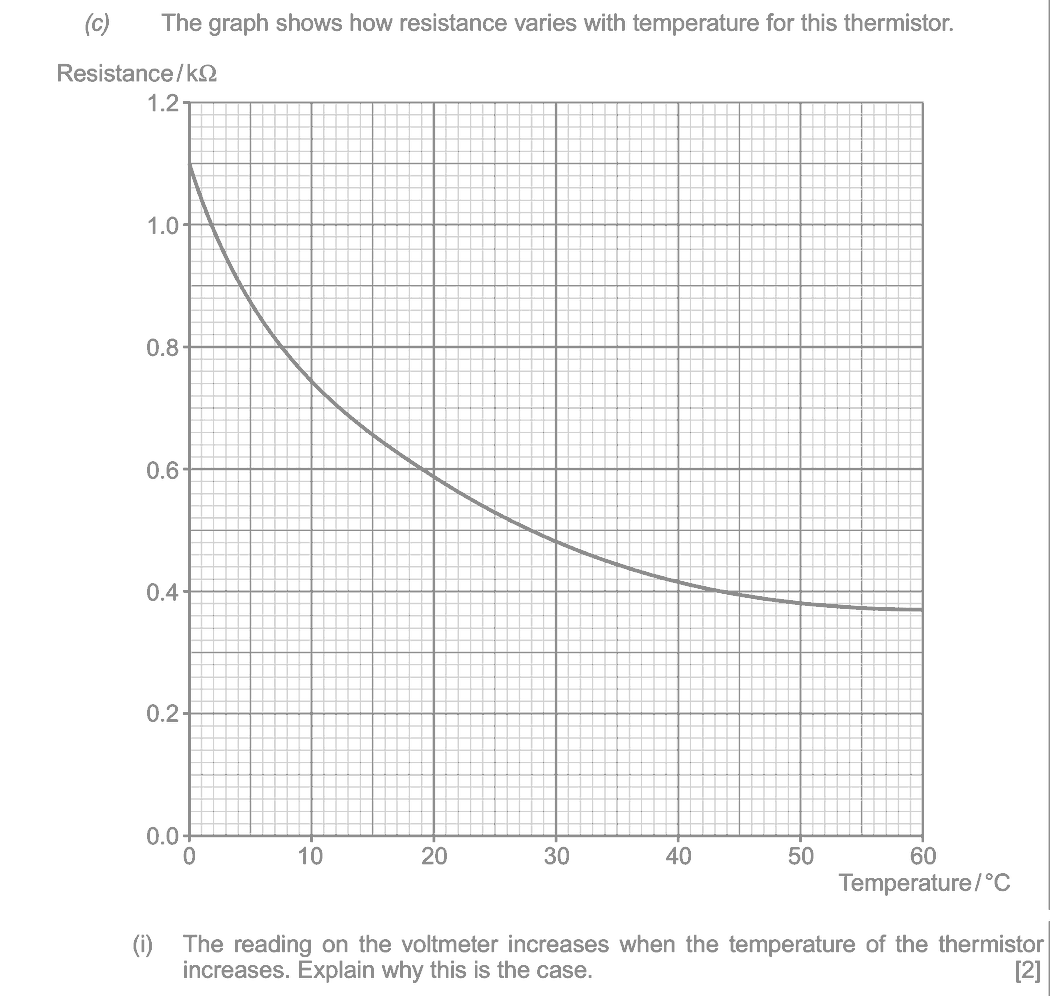 (c) The graph shows how resistance varies with temperature for this thermistor.
Resistance/kΩ
1.2
1.0
0.8
0.6
0.4
0.2
0.0
0 10 20 30 40 50 60
Temperature/°C
(i) The reading on the voltmeter increases when the temperature of the thermistor
increases. Explain why this is the case. [2]